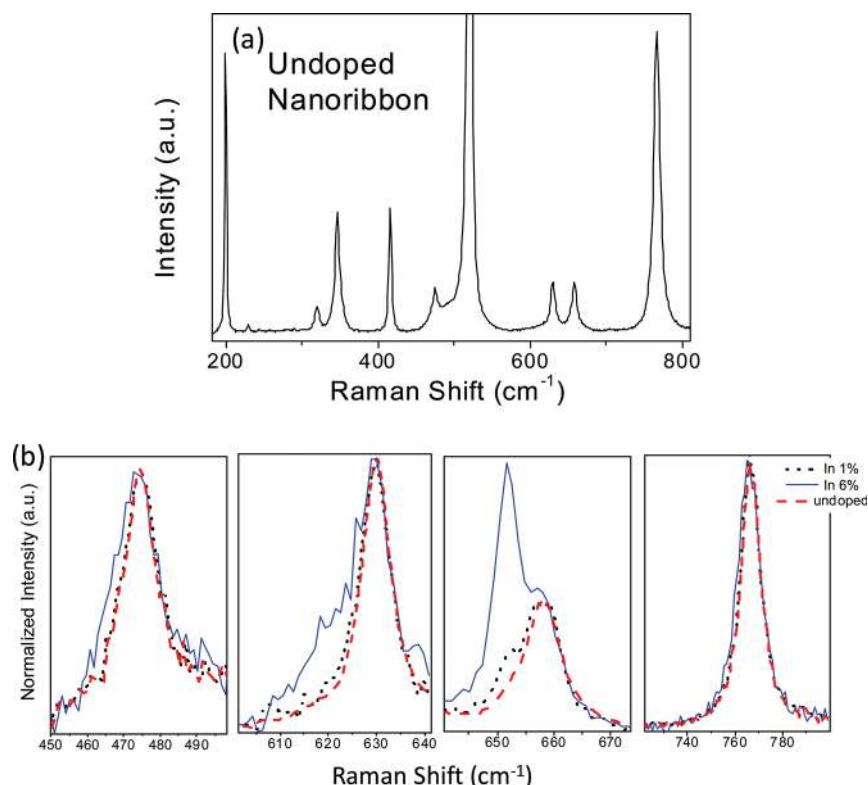 (a)
Undoped
Nanoribbon
Intensity (a.u.)
200 400 600 800
Raman Shift (cm⁻¹)
(b)
In 1%
In 6%
undoped
Normalized Intensity (a.u.)
450 460 470 480 490
610 620 630 640
650 660 670
740 760 780
Raman Shift (cm⁻¹)